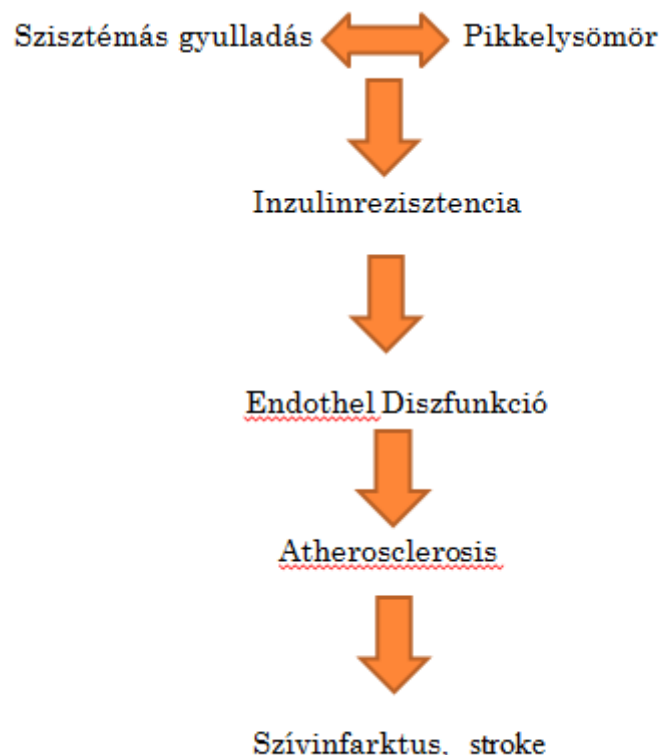 Szisztémás gyulladás Pikkelysömör
Inzulinrezisztencia
Endothel Diszfunkció
Atherosclerosis
Szívinfarktus, stroke